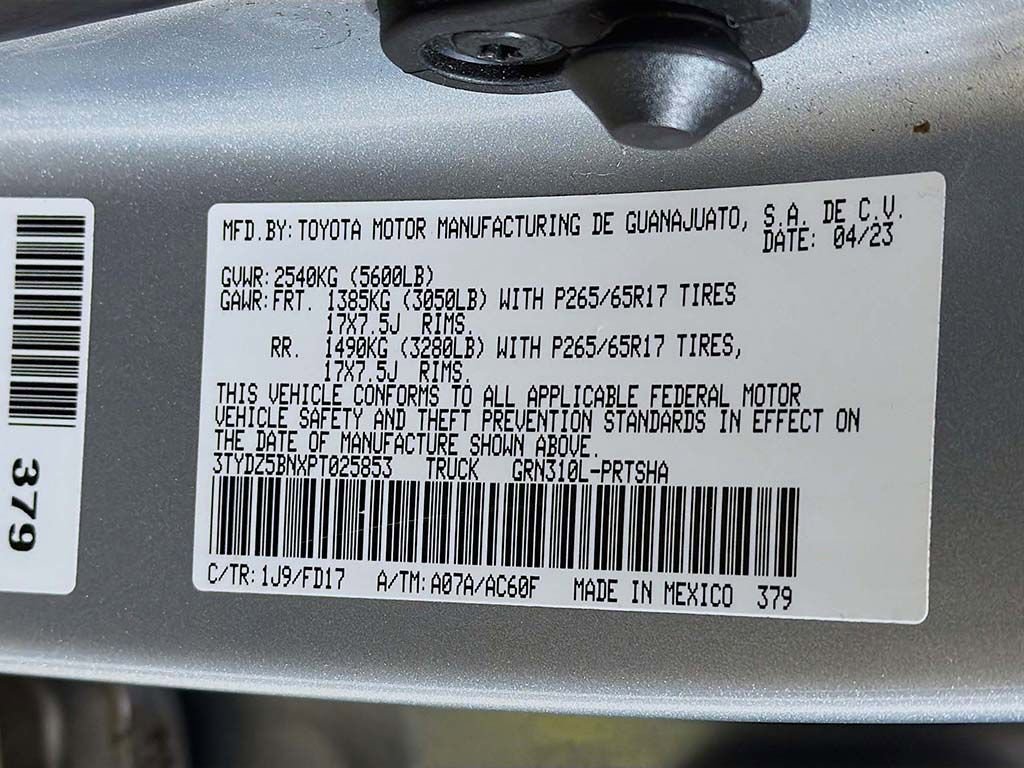 MFD.BY: TOYOTA MOTOR MANUFACTURING DE GUANAJUATO, S.A. DE C.V.
DATE: 04/23
GVWR: 2540KG (5600LB)
GAWR: FRT. 1385KG (3050LB) WITH P265/65R17 TIRES
17X7.5J RIMS.
RR. 1490KG (3280LB) WITH P265/65R17 TIRES,
17X7.5J RIMS.
THIS VEHICLE CONFORMS TO ALL APPLICABLE FEDERAL MOTOR
VEHICLE SAFETY AND THEFT PREVENTION STANDARDS IN EFFECT ON
THE DATE OF MANUFACTURE SHOWN ABOVE.
3TYDZ5BNXPT025853 TRUCK GRN310L-PRTSHA
C/TR: 1J9/FD17 A/TM: A07A/AC60F MADE IN MEXICO 379
379